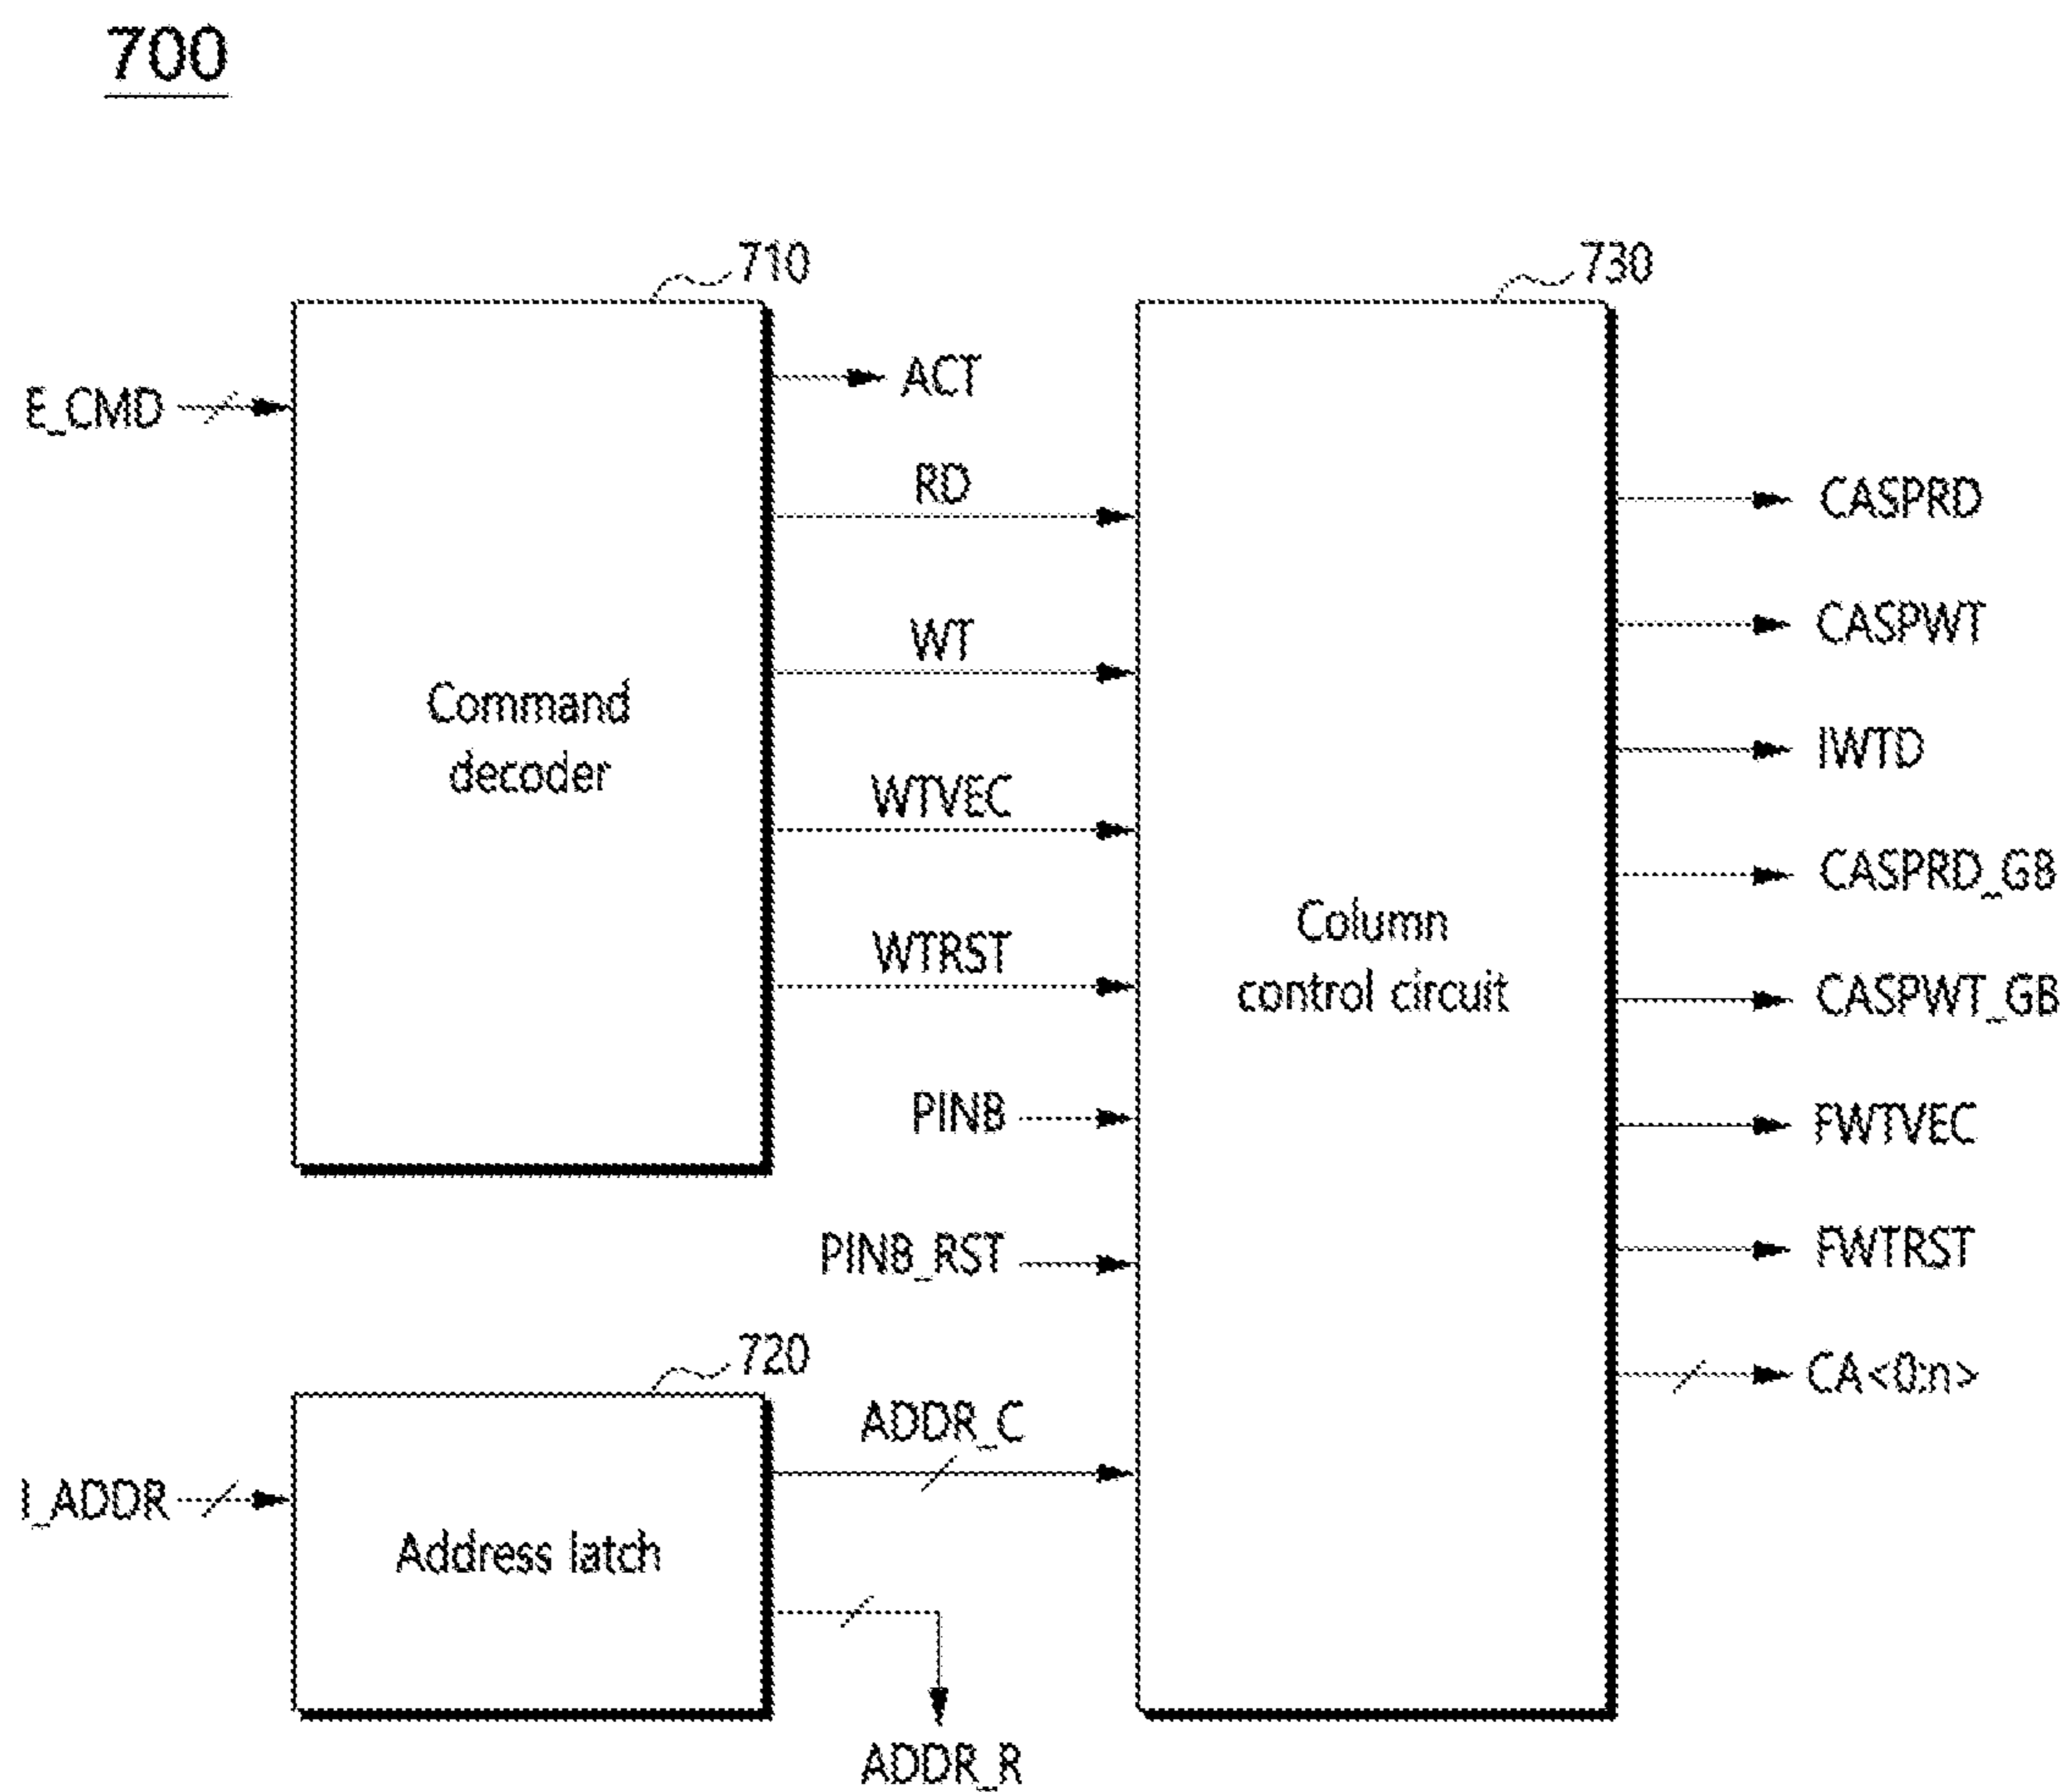 700
710
730
E_CMD
ACT
RD
WT
WTVEC
WTRST
PINB
PINB_RST
Command
decoder
Column
control circuit
CASPRD
CASPWT
IWTD
CASPRD_GB
CASPWT_GB
FWTVEC
FWTRST
CA<0:n>
720
I_ADDR
Address latch
ADDR_C
ADDR_R